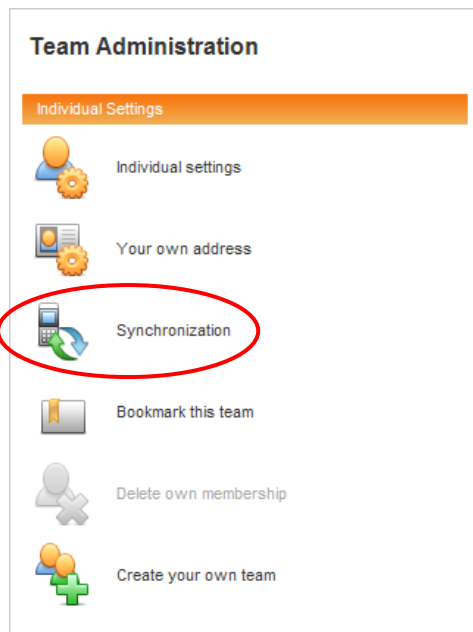 Team Administration
Individual Settings
Individual settings
Your own address
Synchronization
Bookmark this team
Delete own membership
Create your own team